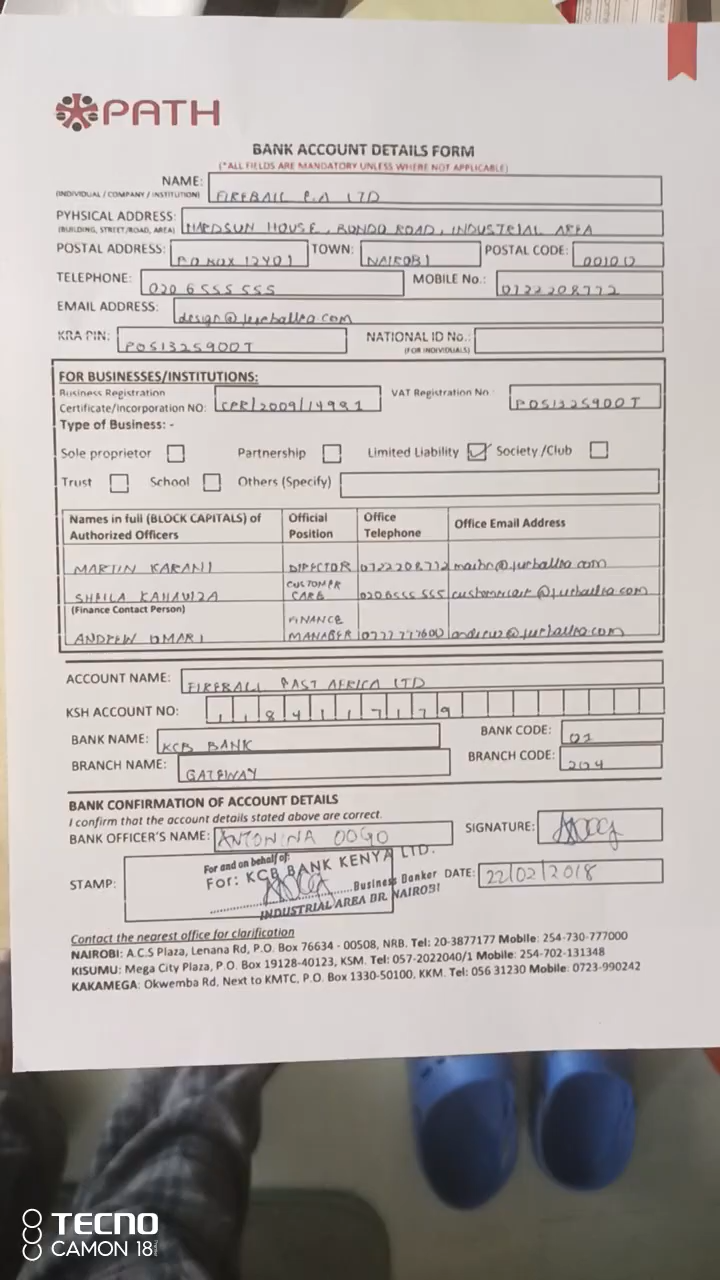 PATH
BANK ACCOUNT DETAILS FORM
(*ALL FIELDS ARE MANDATORY UNLESS WHERE NOT APPLICABLE)
NAME: FIREBALL E.A LTD
(INDIVIDUAL / COMPANY / INSTITUTION)
PYHSICAL ADDRESS: HARDSUN HOUSE, BONDO ROAD, INDUSTRIAL AREA
(BUILDING, STREET/ROAD, AREA)
POSTAL ADDRESS: P.O BOX 12401 TOWN: NAIROBI POSTAL CODE:
TELEPHONE: 020 6 555 555 MOBILE No.: 0722208772
EMAIL ADDRESS:
KRA PIN: P051325900T NATIONAL ID No.:
(FOR INDIVIDUALS)
FOR BUSINESSES/INSTITUTIONS:
Business Registration
Certificate/Incorporation NO: CPR/2009/14991 VAT Registration No P051325900T
Type of Business: -
Sole proprietor Partnership Limited Liability Society /Club
Trust School Others (Specify)
Names in full (BLOCK CAPITALS) of Authorized Officers Official Position Office Telephone Office Email Address
MARTIN KARANI DIRECTOR
SHEILA KAHAVIZA CUSTOMER CARE 0206555 555
(Finance Contact Person)
ANDREW OMARI FINANCE MANAGER
ACCOUNT NAME: FIREBALL EAST AFRICA LTD
KSH ACCOUNT NO: 1184117179
BANK NAME: KCB BANK BANK CODE: 01
BRANCH NAME: GATEWAY BRANCH CODE: 204
BANK CONFIRMATION OF ACCOUNT DETAILS
I confirm that the account details stated above are correct.
BANK OFFICER'S NAME: ANTONINA OOGO SIGNATURE:
STAMP: For and on behalf of:
For: KCB BANK KENYA LTD.
Business Banker
INDUSTRIAL AREA BR. NAIROBI
DATE: 22/02/2018
Contact the nearest office for clarification
NAIROBI: A.C.S Plaza, Lenana Rd, P.O. Box 76634 - 00508, NRB. Tel: 20-3877177 Mobile: 254-730-777000
KISUMU: Mega City Plaza, P.O. Box 19128-40123, KSM. Tel: 057-2022040/1 Mobile: 254-702-131348
KAKAMEGA: Okwemba Rd, Next to KMTC, P.O. Box 1330-50100, KKM. Tel: 056 31230 Mobile: 0723-990242
TECNO
CAMON 18